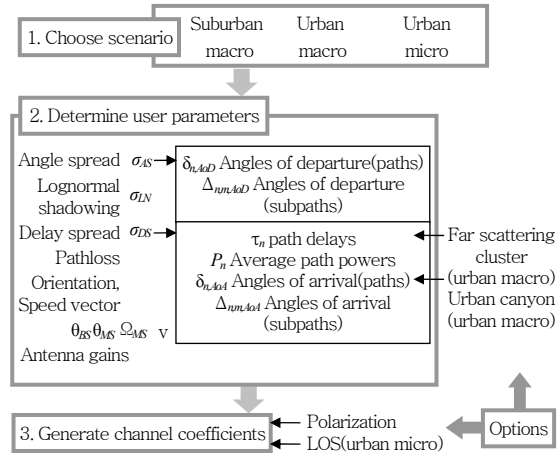 1. Choose scenario
Suburban macro
Urban macro
Urban micro
2. Determine user parameters
Angle spread σAS
Lognormal shadowing σLN
Delay spread σDS
Pathloss
Orientation,
Speed vector
θBS θMS ΩMS v
Antenna gains
δn,AoD Angles of departure(paths)
Δn,m,AoD Angles of departure
(subpaths)
τn path delays
Pn Average path powers
δn,AoA Angles of arrival(paths)
Δn,m,AoA Angles of arrival
(subpaths)
Far scattering
cluster
(urban macro)
Urban canyon
(urban macro)
3. Generate channel coefficients
Polarization
LOS(urban micro)
Options